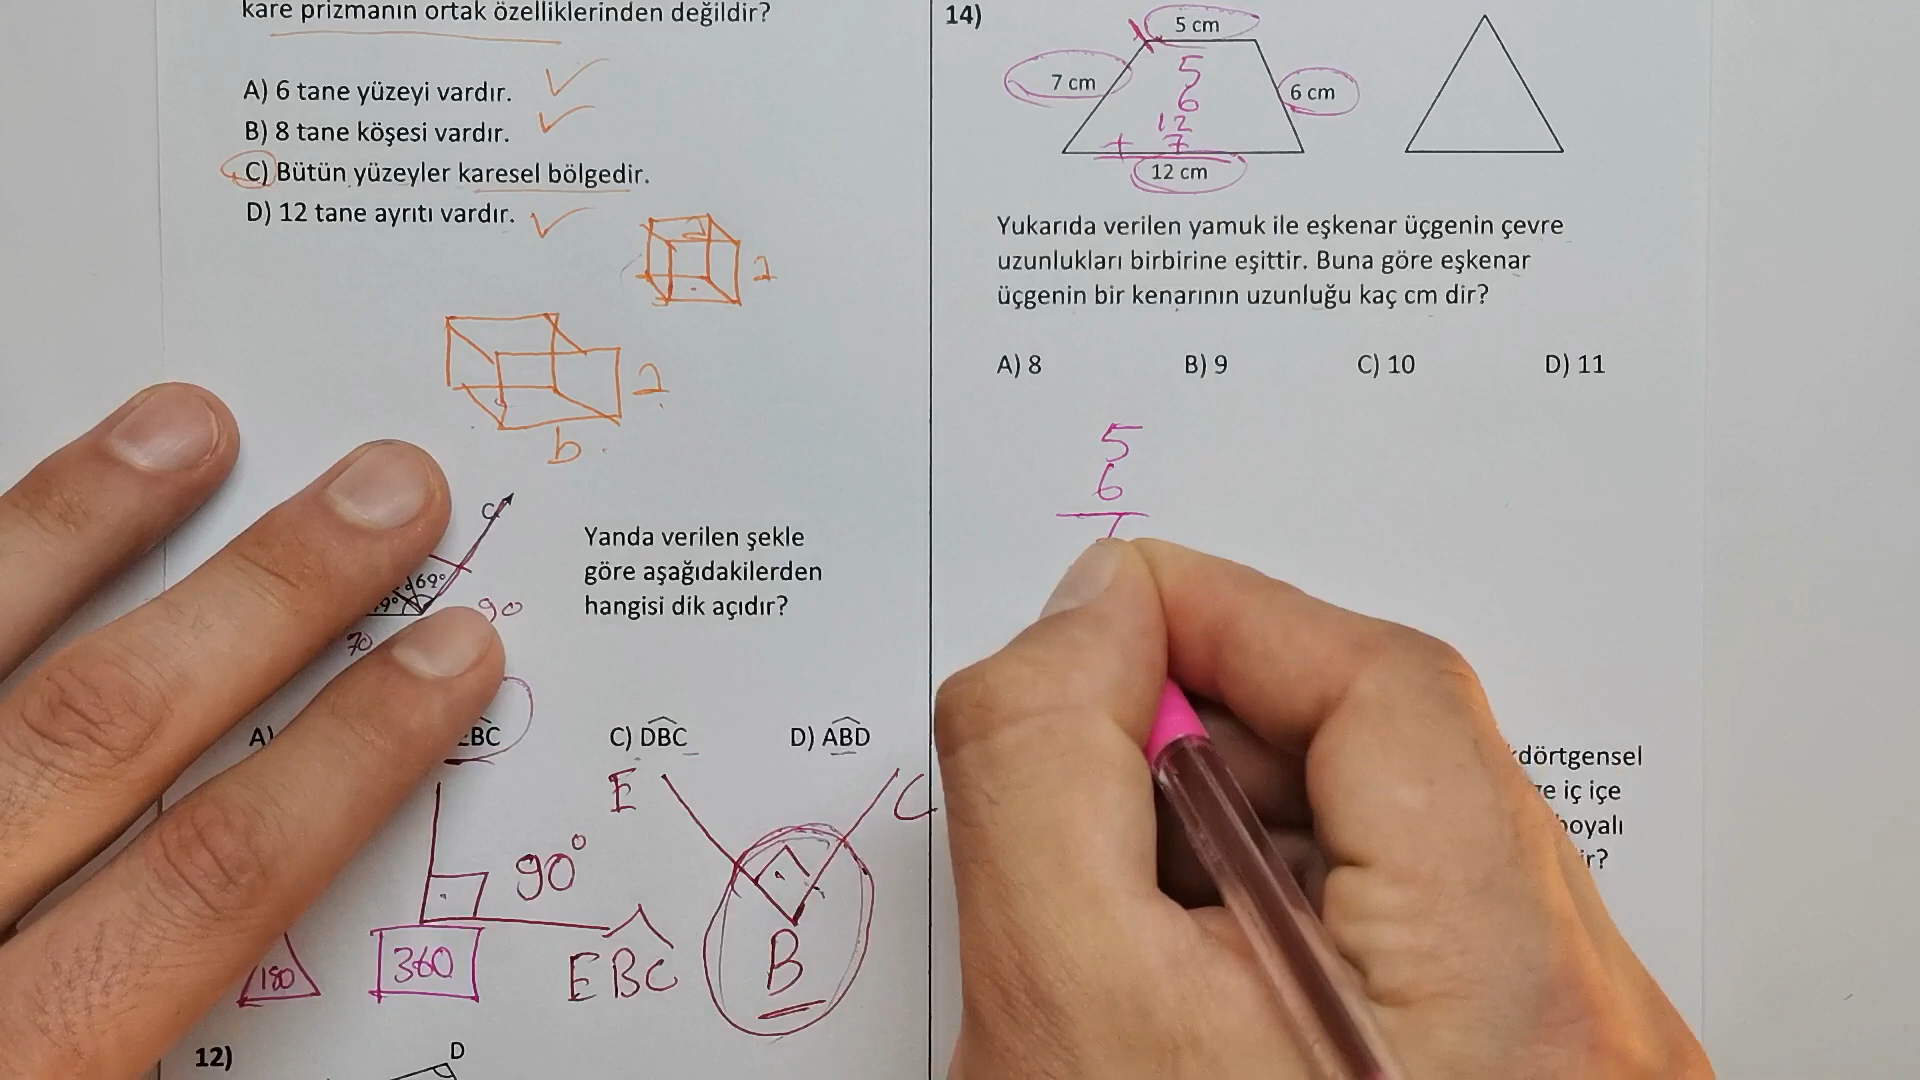 kare prizmanın ortak özelliklerinden değildir?
A) 6 tane yüzeyi vardır.
B) 8 tane köşesi vardır.
C) Bütün yüzeyler karesel bölgedir.
D) 12 tane ayrıtı vardır.
2
2
b
C
69°
90
70
Yanda verilen şekle
göre aşağıdakilerden
hangisi dik açıdır?
A)
EBC
C) DBC
D) ABD
E
C
90°
B
180
360
EBC
12)
D
14)
5 cm
7 cm
6 cm
12 cm
5
6
12
+ 7
Yukarıda verilen yamuk ile eşkenar üçgenin çevre
uzunlukları birbirine eşittir. Buna göre eşkenar
üçgenin bir kenarının uzunluğu kaç cm dir?
A) 8
B) 9
C) 10
D) 11
5
6
dörtgensel
iç içe
boyalı